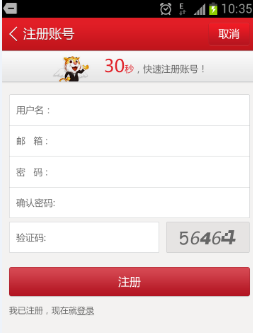 10:35
注册账号 取消
30秒，快速注册账号！
用户名：
邮 箱：
密 码：
确认密码:
验证码: 56464
注册
我已注册，现在就登录